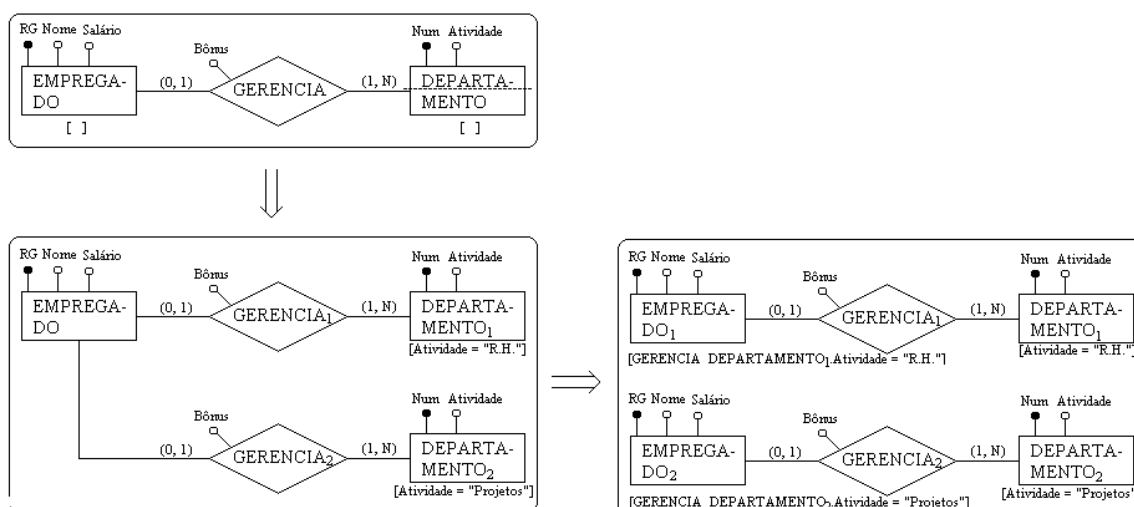 RG Nome Salário
Num Atividade
Bônus
EMPREGA-
DO
(0, 1)
GERENCIA
(1, N)
DEPARTA-
MENTO
[ ]
[ ]
RG Nome Salário
Num Atividade
Bônus
EMPREGA-
DO
(0, 1)
GERENCIA1
(1, N)
DEPARTA-
MENTO1
[Atividade = "R.H."]
Num Atividade
Bônus
(0, 1)
GERENCIA2
(1, N)
DEPARTA-
MENTO2
[Atividade = "Projetos"]
RG Nome Salário
Num Atividade
Bônus
EMPREGA-
DO1
(0, 1)
GERENCIA1
(1, N)
DEPARTA-
MENTO1
[Atividade = "R.H."]
[GERENCIA DEPARTAMENTO1.Atividade = "R.H."]
RG Nome Salário
Num Atividade
Bônus
EMPREGA-
DO2
(0, 1)
GERENCIA2
(1, N)
DEPARTA-
MENTO2
[Atividade = "Projetos"
[GERENCIA DEPARTAMENTO2.Atividade = "Projetos"]